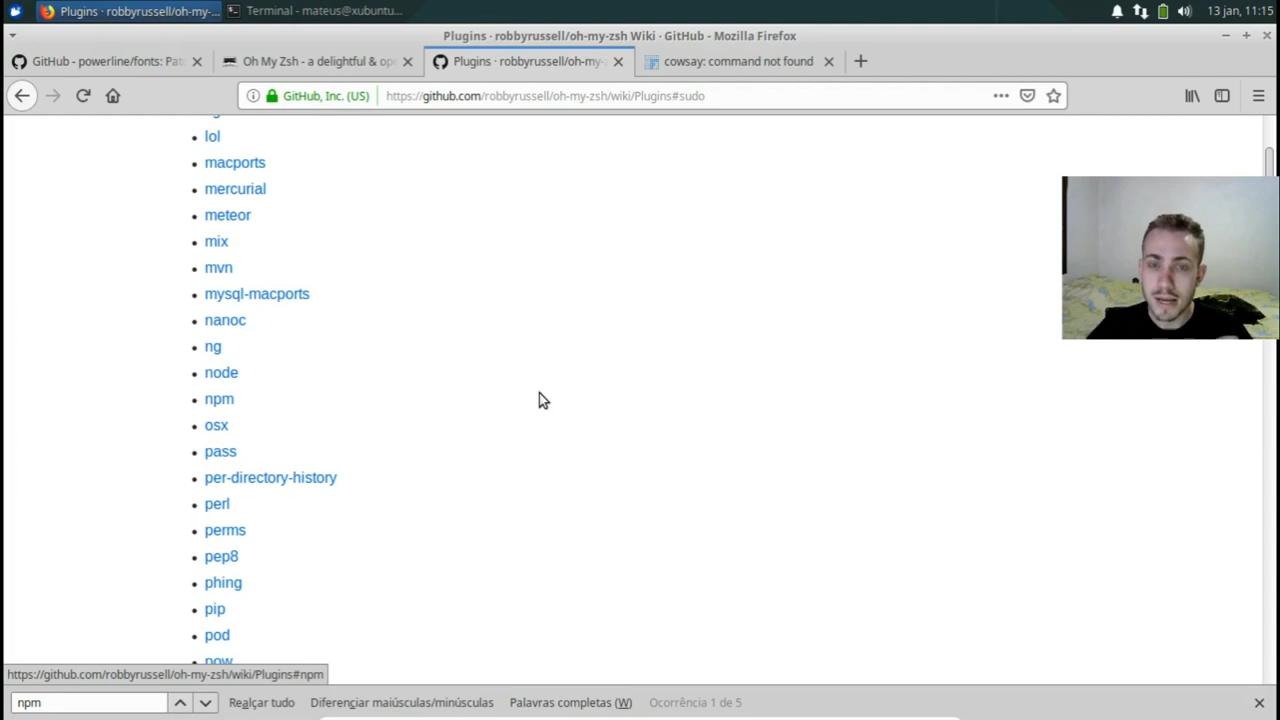 Plugins · robbyrussell/oh-my-...
Terminal - mateus@xubuntu...
13 jan, 11:15
Plugins · robbyrussell/oh-my-zsh Wiki · GitHub - Mozilla Firefox
GitHub - powerline/fonts: Pat
Oh My Zsh - a delightful & ope
Plugins · robbyrussell/oh-my-
cowsay: command not found
GitHub, Inc. (US)
https://github.com/robbyrussell/oh-my-zsh/wiki/Plugins#sudo
lol
macports
mercurial
meteor
mix
mvn
mysql-macports
nanoc
ng
node
npm
osx
pass
per-directory-history
perl
perms
pep8
phing
pip
pod
pow
https://github.com/robbyrussell/oh-my-zsh/wiki/Plugins#npm
npm
Realçar tudo
Diferençar maiúsculas/minúsculas
Palavras completas (W)
Ocorrência 1 de 5